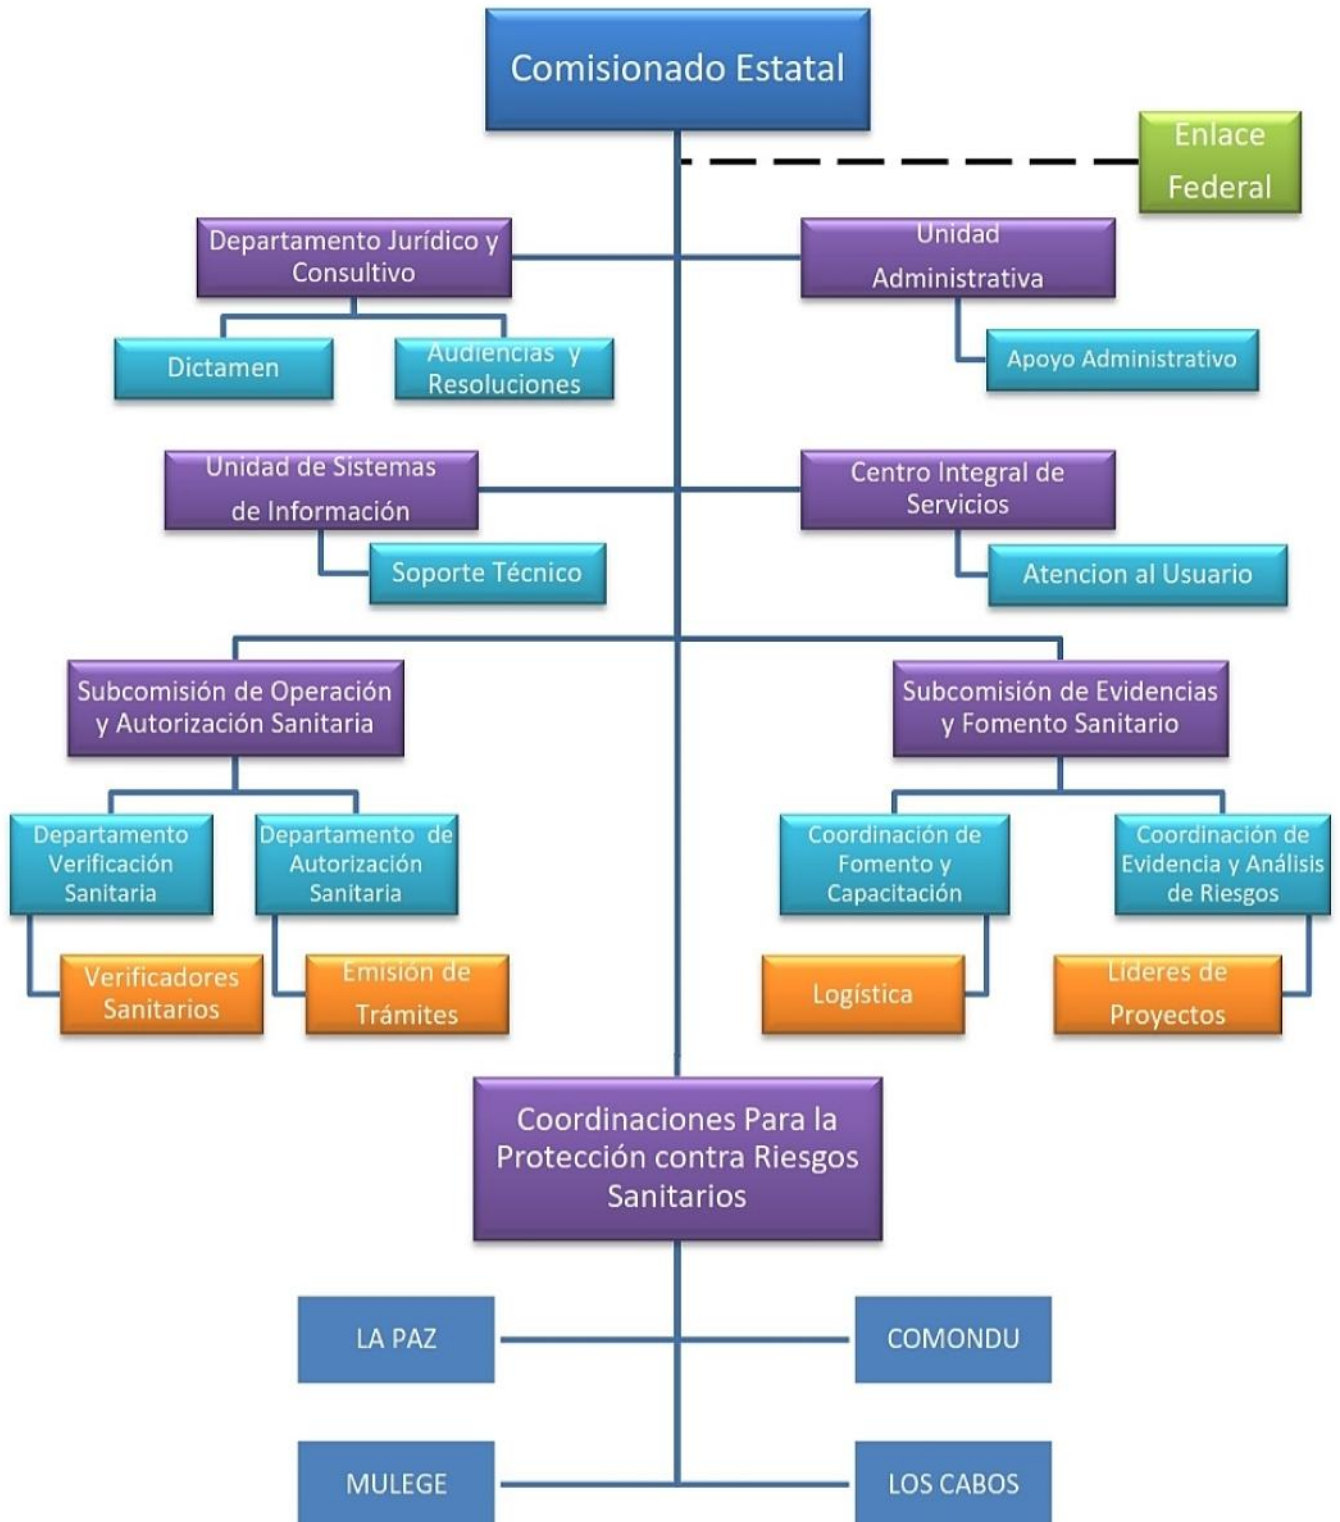 Comisionado Estatal
Enlace
Federal
Departamento Jurídico y
Consultivo
Unidad
Administrativa
Dictamen
Audiencias y
Resoluciones
Apoyo Administrativo
Unidad de Sistemas
de Información
Centro Integral de
Servicios
Soporte Técnico
Atencion al Usuario
Subcomisión de Operación
y Autorización Sanitaria
Subcomisión de Evidencias
y Fomento Sanitario
Departamento
Verificación
Sanitaria
Departamento de
Autorización
Sanitaria
Coordinación de
Fomento y
Capacitación
Coordinación de
Evidencia y Análisis
de Riesgos
Verificadores
Sanitarios
Emisión de
Trámites
Logística
Líderes de
Proyectos
Coordinaciones Para la
Protección contra Riesgos
Sanitarios
LA PAZ
COMONDU
MULEGE
LOS CABOS